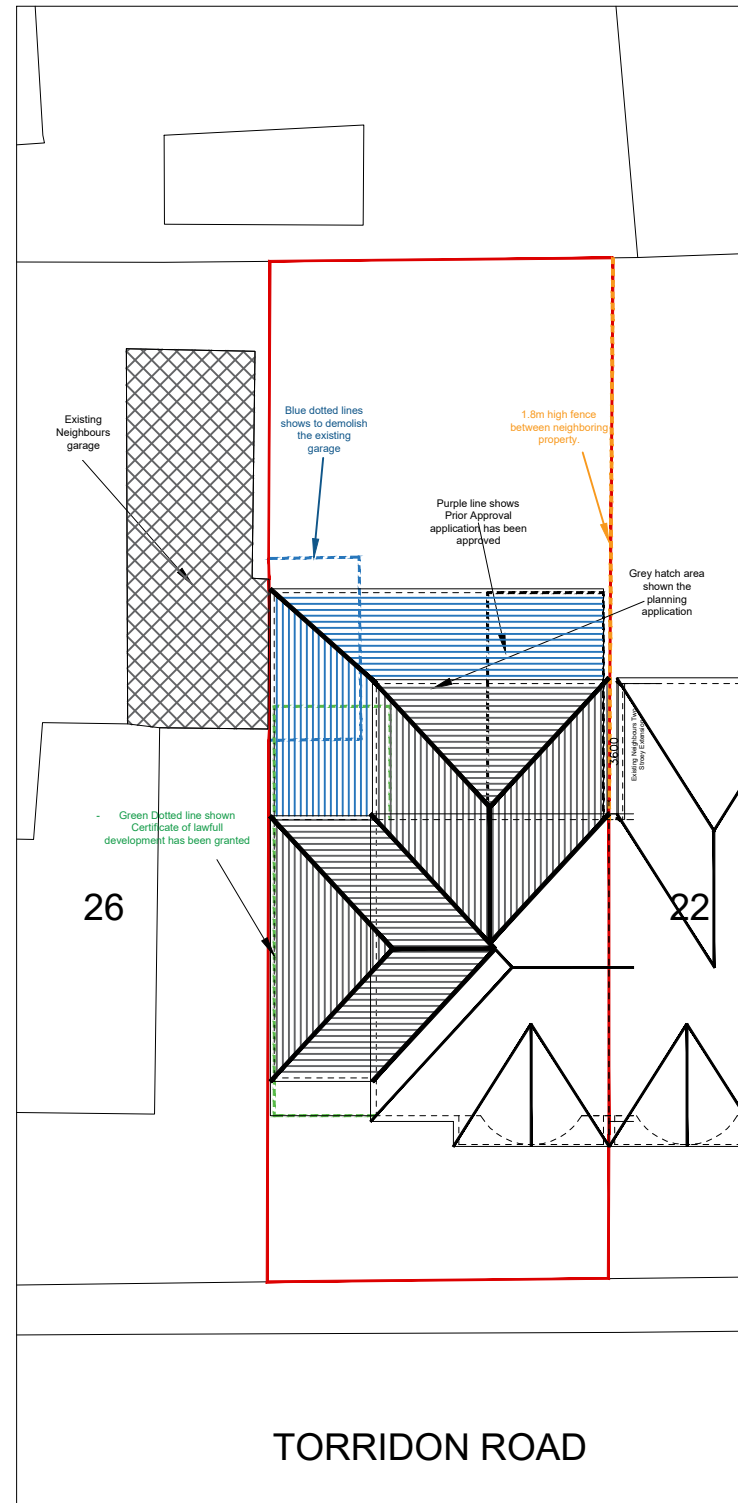 Existing
Neighbours
garage
Blue dotted lines
shows to demolish
the existing
garage
1.8m high fence
between neighboring
property.
Purple line shows
Prior Approval
application has been
approved
Grey hatch area
shown the
planning
application
3600
Existing Neighbours Two
Storey Extension
- Green Dotted line shown
Certificate of lawfull
development has been granted
26
22
TORRIDON ROAD